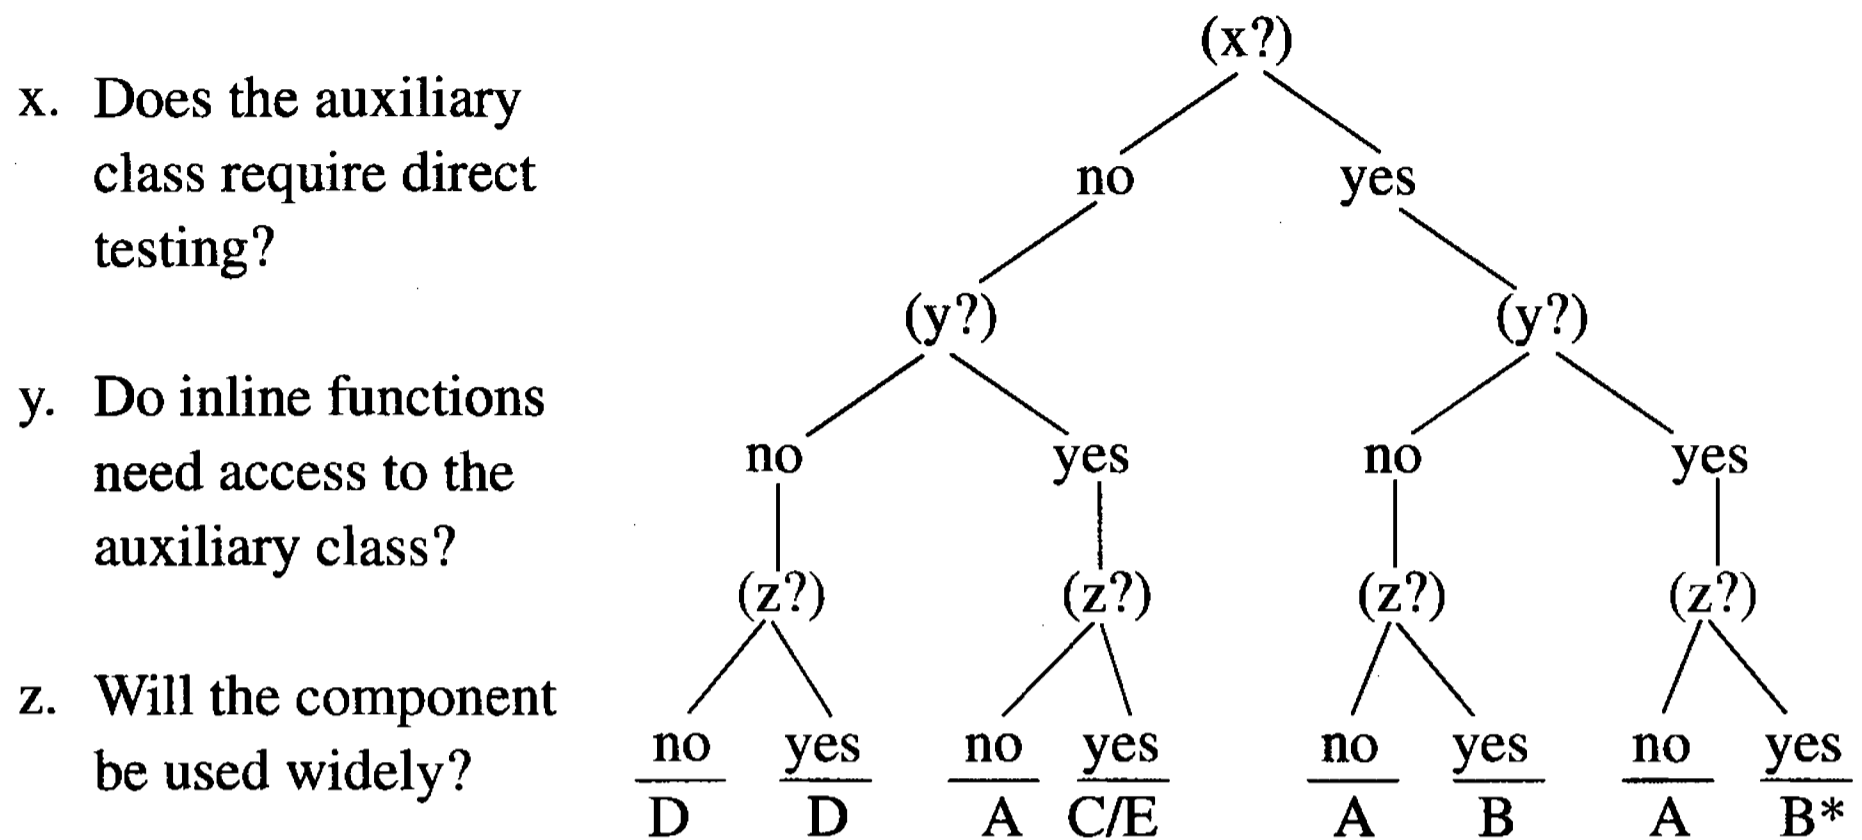 x. Does the auxiliary
class require direct
testing?
y. Do inline functions
need access to the
auxiliary class?
z. Will the component
be used widely?
(x?)
no yes
(y?) (y?)
no yes no yes
(z?) (z?) (z?) (z?)
no yes no yes no yes no yes
D D A C/E A B A B*